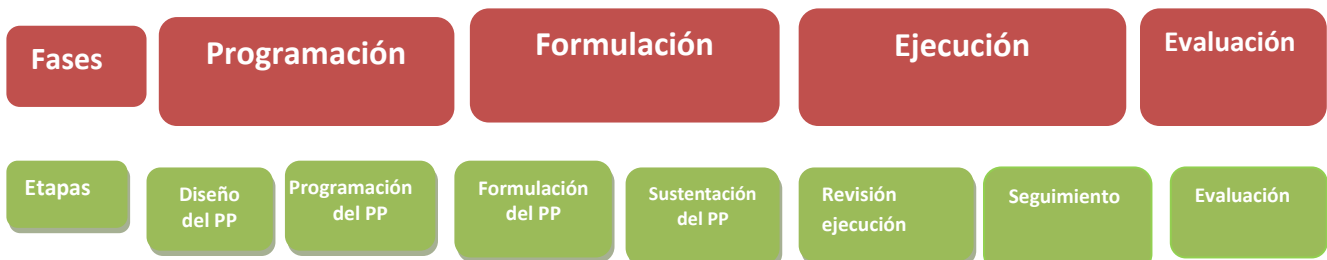 Fases
Programación
Formulación
Ejecución
Evaluación
Etapas
Diseño
del PP
Programación
del PP
Formulación
del PP
Sustentación
del PP
Revisión
ejecución
Seguimiento
Evaluación